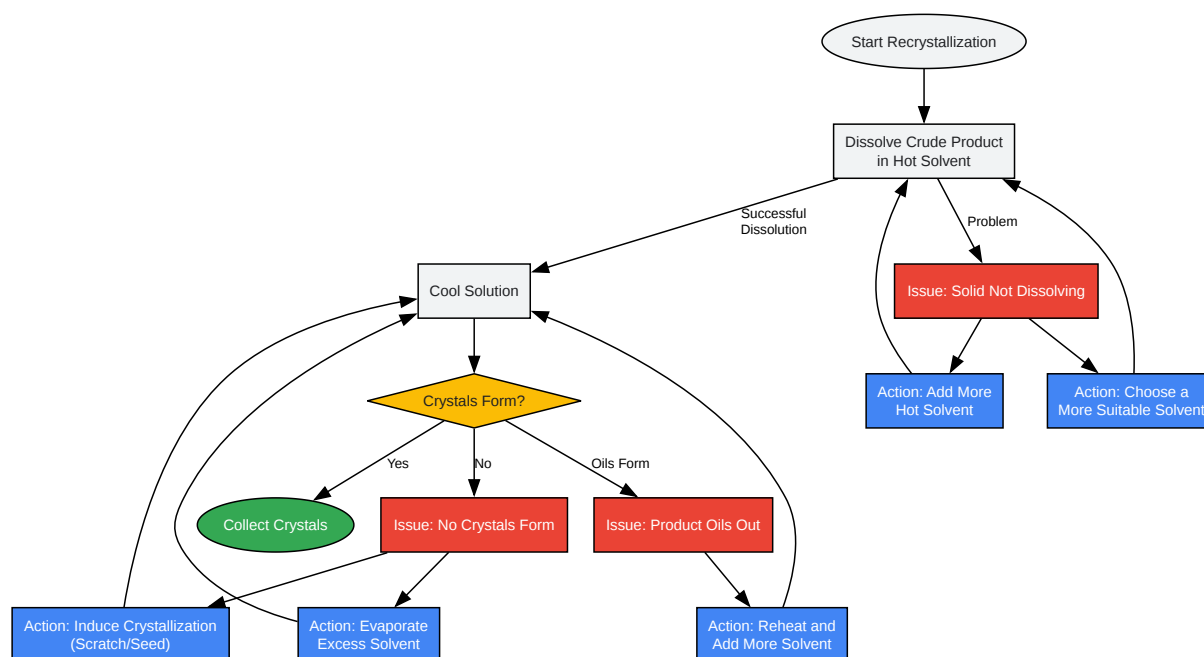 Start Recrystallization
Dissolve Crude Product
in Hot Solvent
Successful
Dissolution
Problem
Cool Solution
Issue: Solid Not Dissolving
Action: Add More
Hot Solvent
Action: Choose a
More Suitable Solvent
Crystals Form?
Yes
No
Oils Form
Collect Crystals
Issue: No Crystals Form
Issue: Product Oils Out
Action: Induce Crystallization
(Scratch/Seed)
Action: Evaporate
Excess Solvent
Action: Reheat and
Add More Solvent